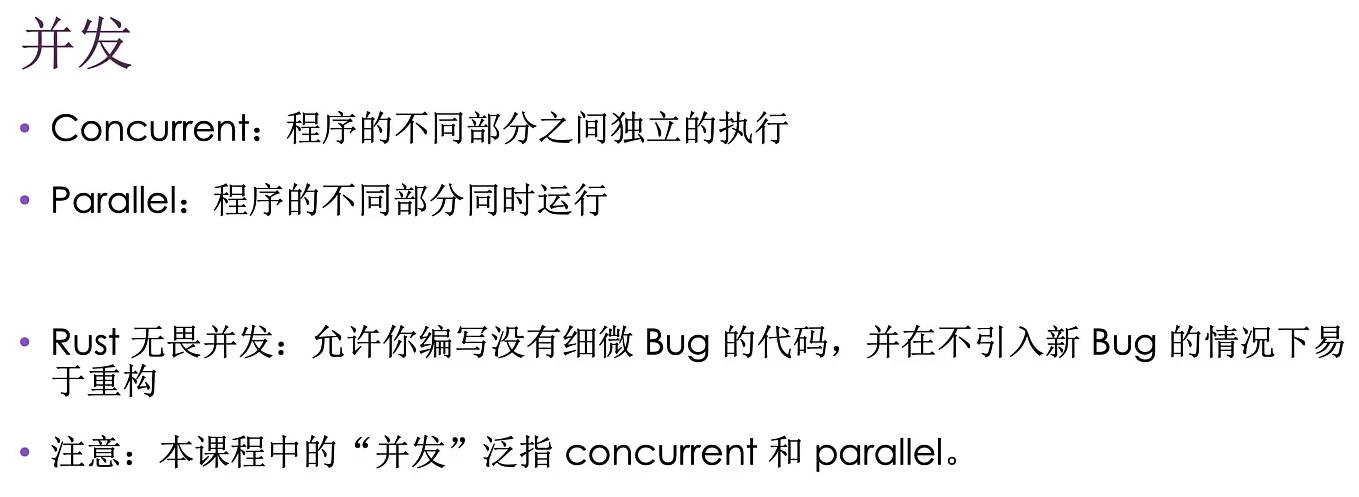 并发
• Concurrent：程序的不同部分之间独立的执行
• Parallel：程序的不同部分同时运行
• Rust 无畏并发：允许你编写没有细微 Bug 的代码，并在不引入新 Bug 的情况下易
于重构
• 注意：本课程中的“并发”泛指 concurrent 和 parallel。